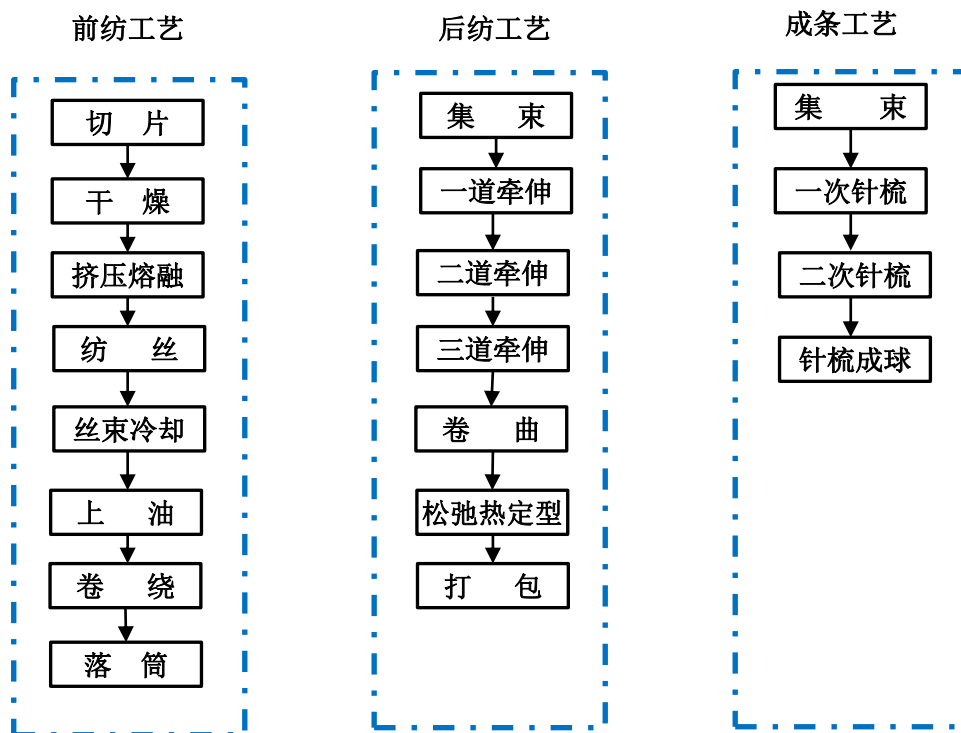 前纺工艺
切 片
干 燥
挤压熔融
纺 丝
丝束冷却
上 油
卷 绕
落 筒
后纺工艺
集 束
一道牵伸
二道牵伸
三道牵伸
卷 曲
松弛热定型
打 包
成条工艺
集 束
一次针梳
二次针梳
针梳成球